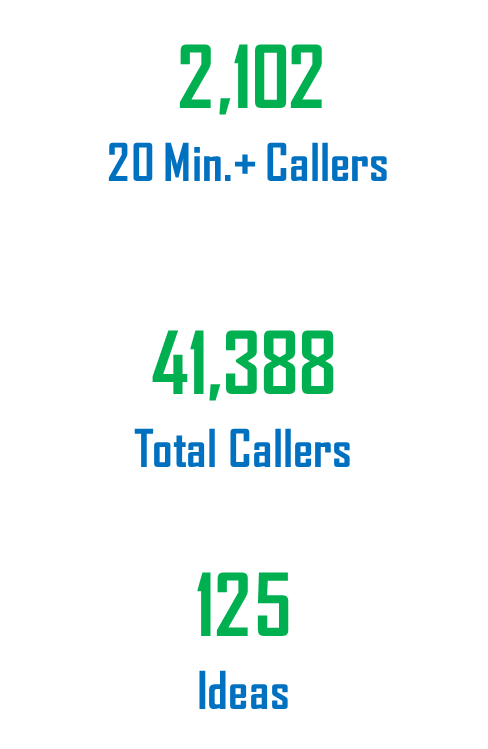 2,102
20 Min.+ Callers
41,388
Total Callers
125
Ideas